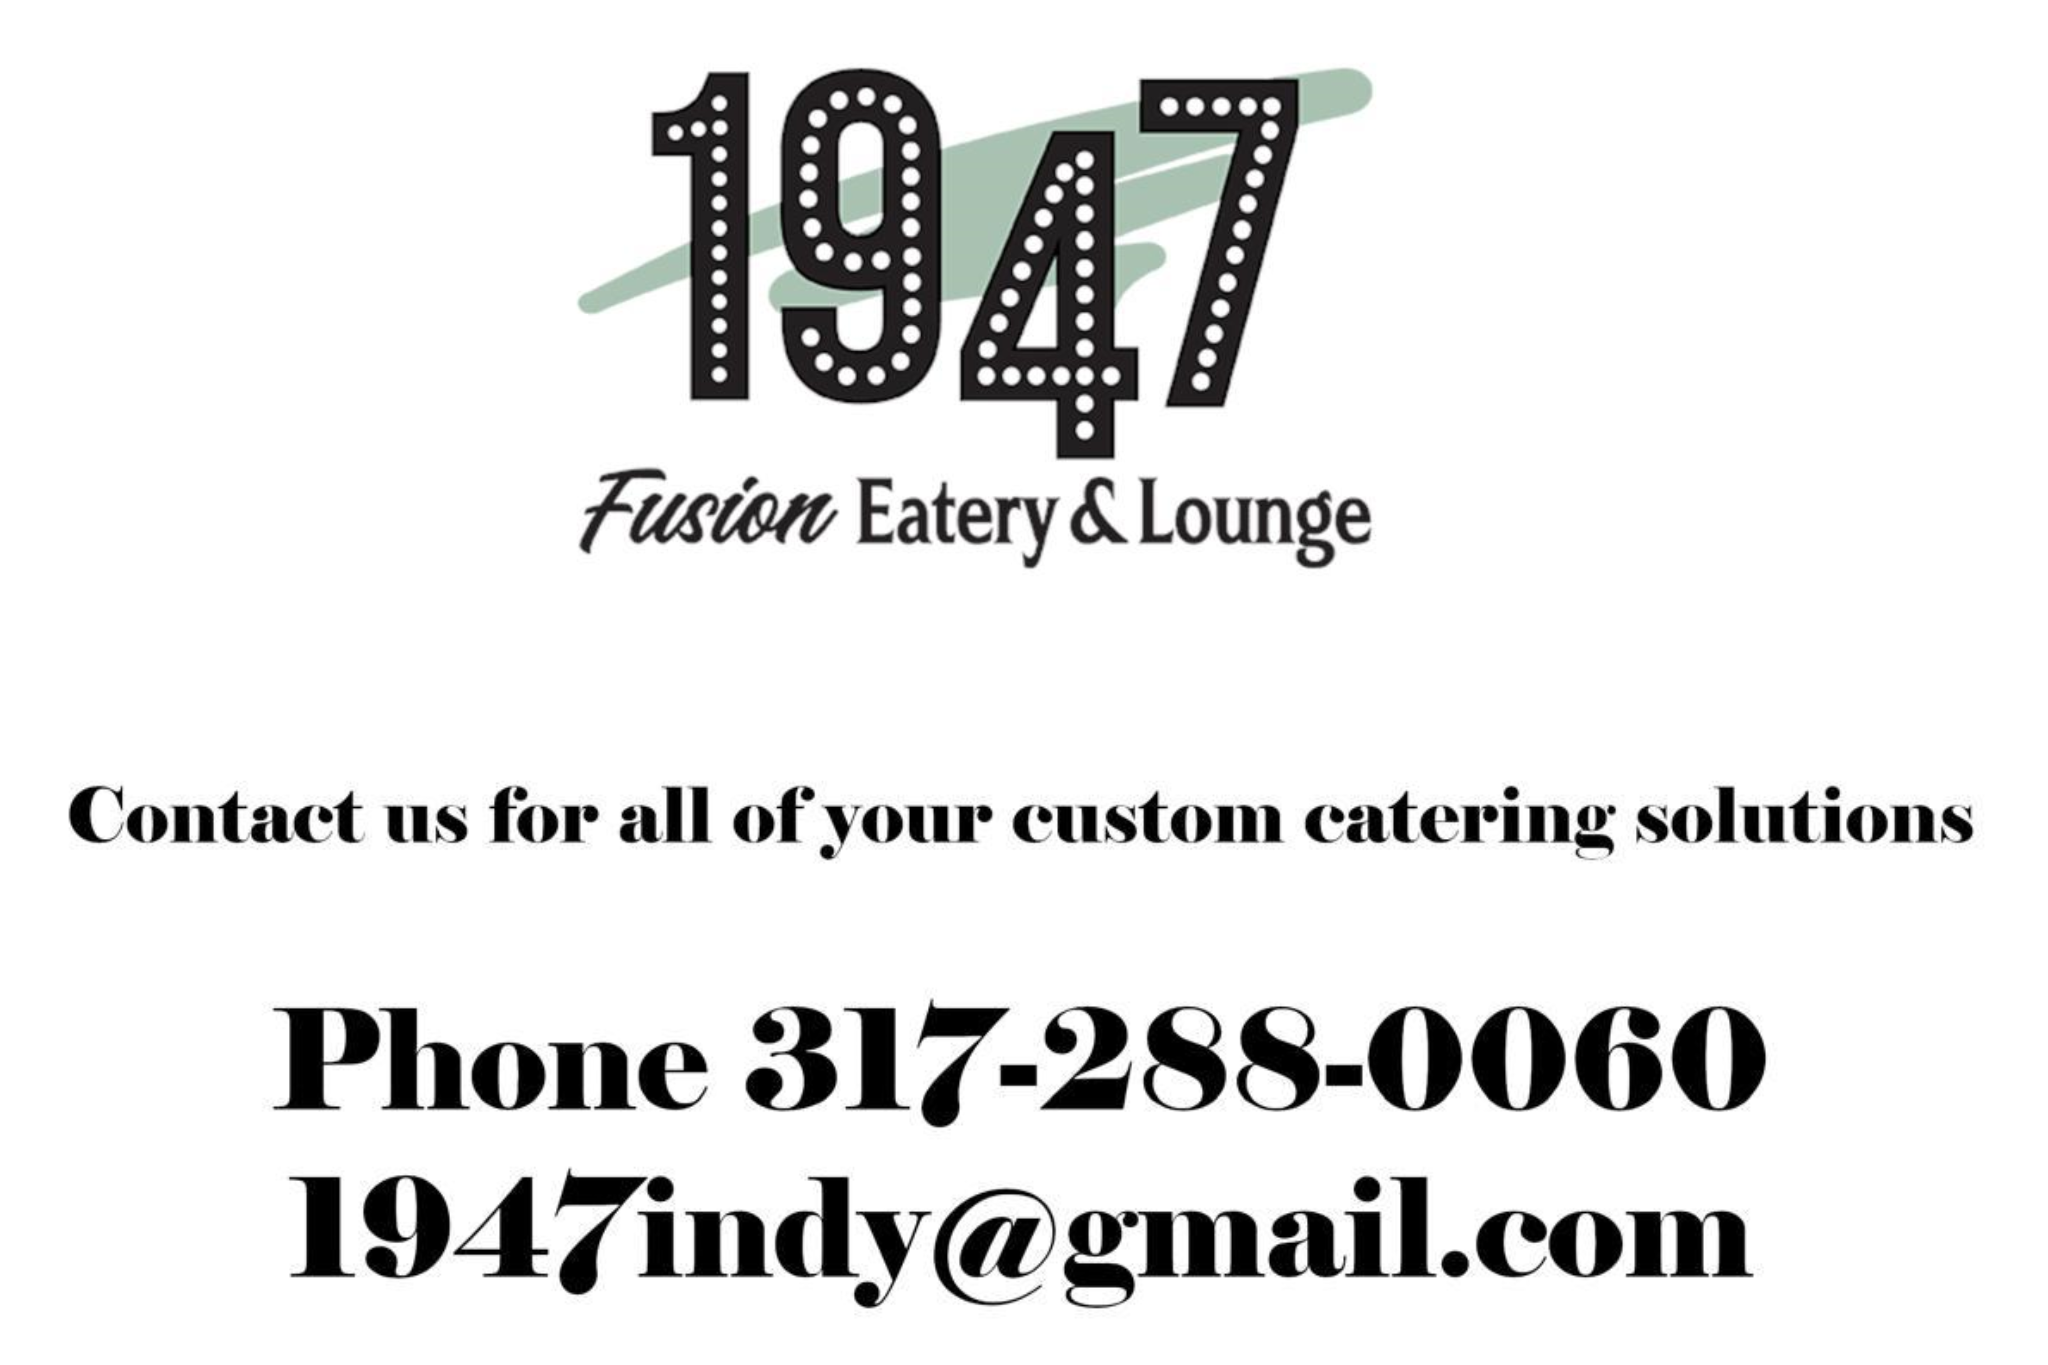 1947
Fusion Eatery & Lounge
Contact us for all of your custom catering solutions
Phone 317-288-0060
1947indy@gmail.com